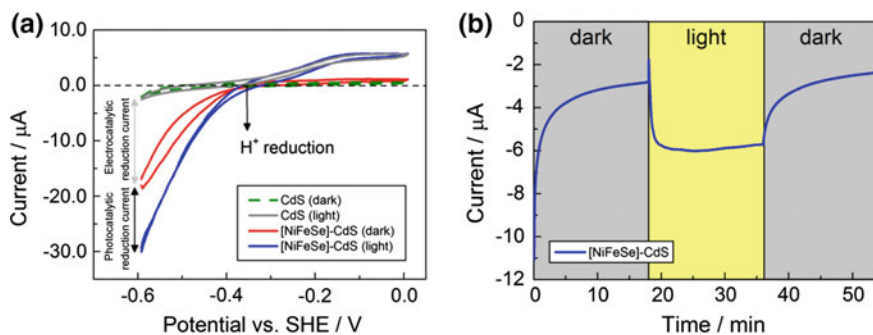 (a)
10.0
0.0
-10.0
-20.0
-30.0
Current / μA
Electrocatalytic
reduction current
Photocatalytic
reduction current
H+ reduction
CdS (dark)
CdS (light)
[NiFeSe]-CdS (dark)
[NiFeSe]-CdS (light)
-0.6
-0.4
-0.2
0.0
Potential vs. SHE / V
(b)
0
-2
-4
-6
-8
-10
-12
Current / μA
dark
light
dark
[NiFeSe]-CdS
0
10
20
30
40
50
Time / min